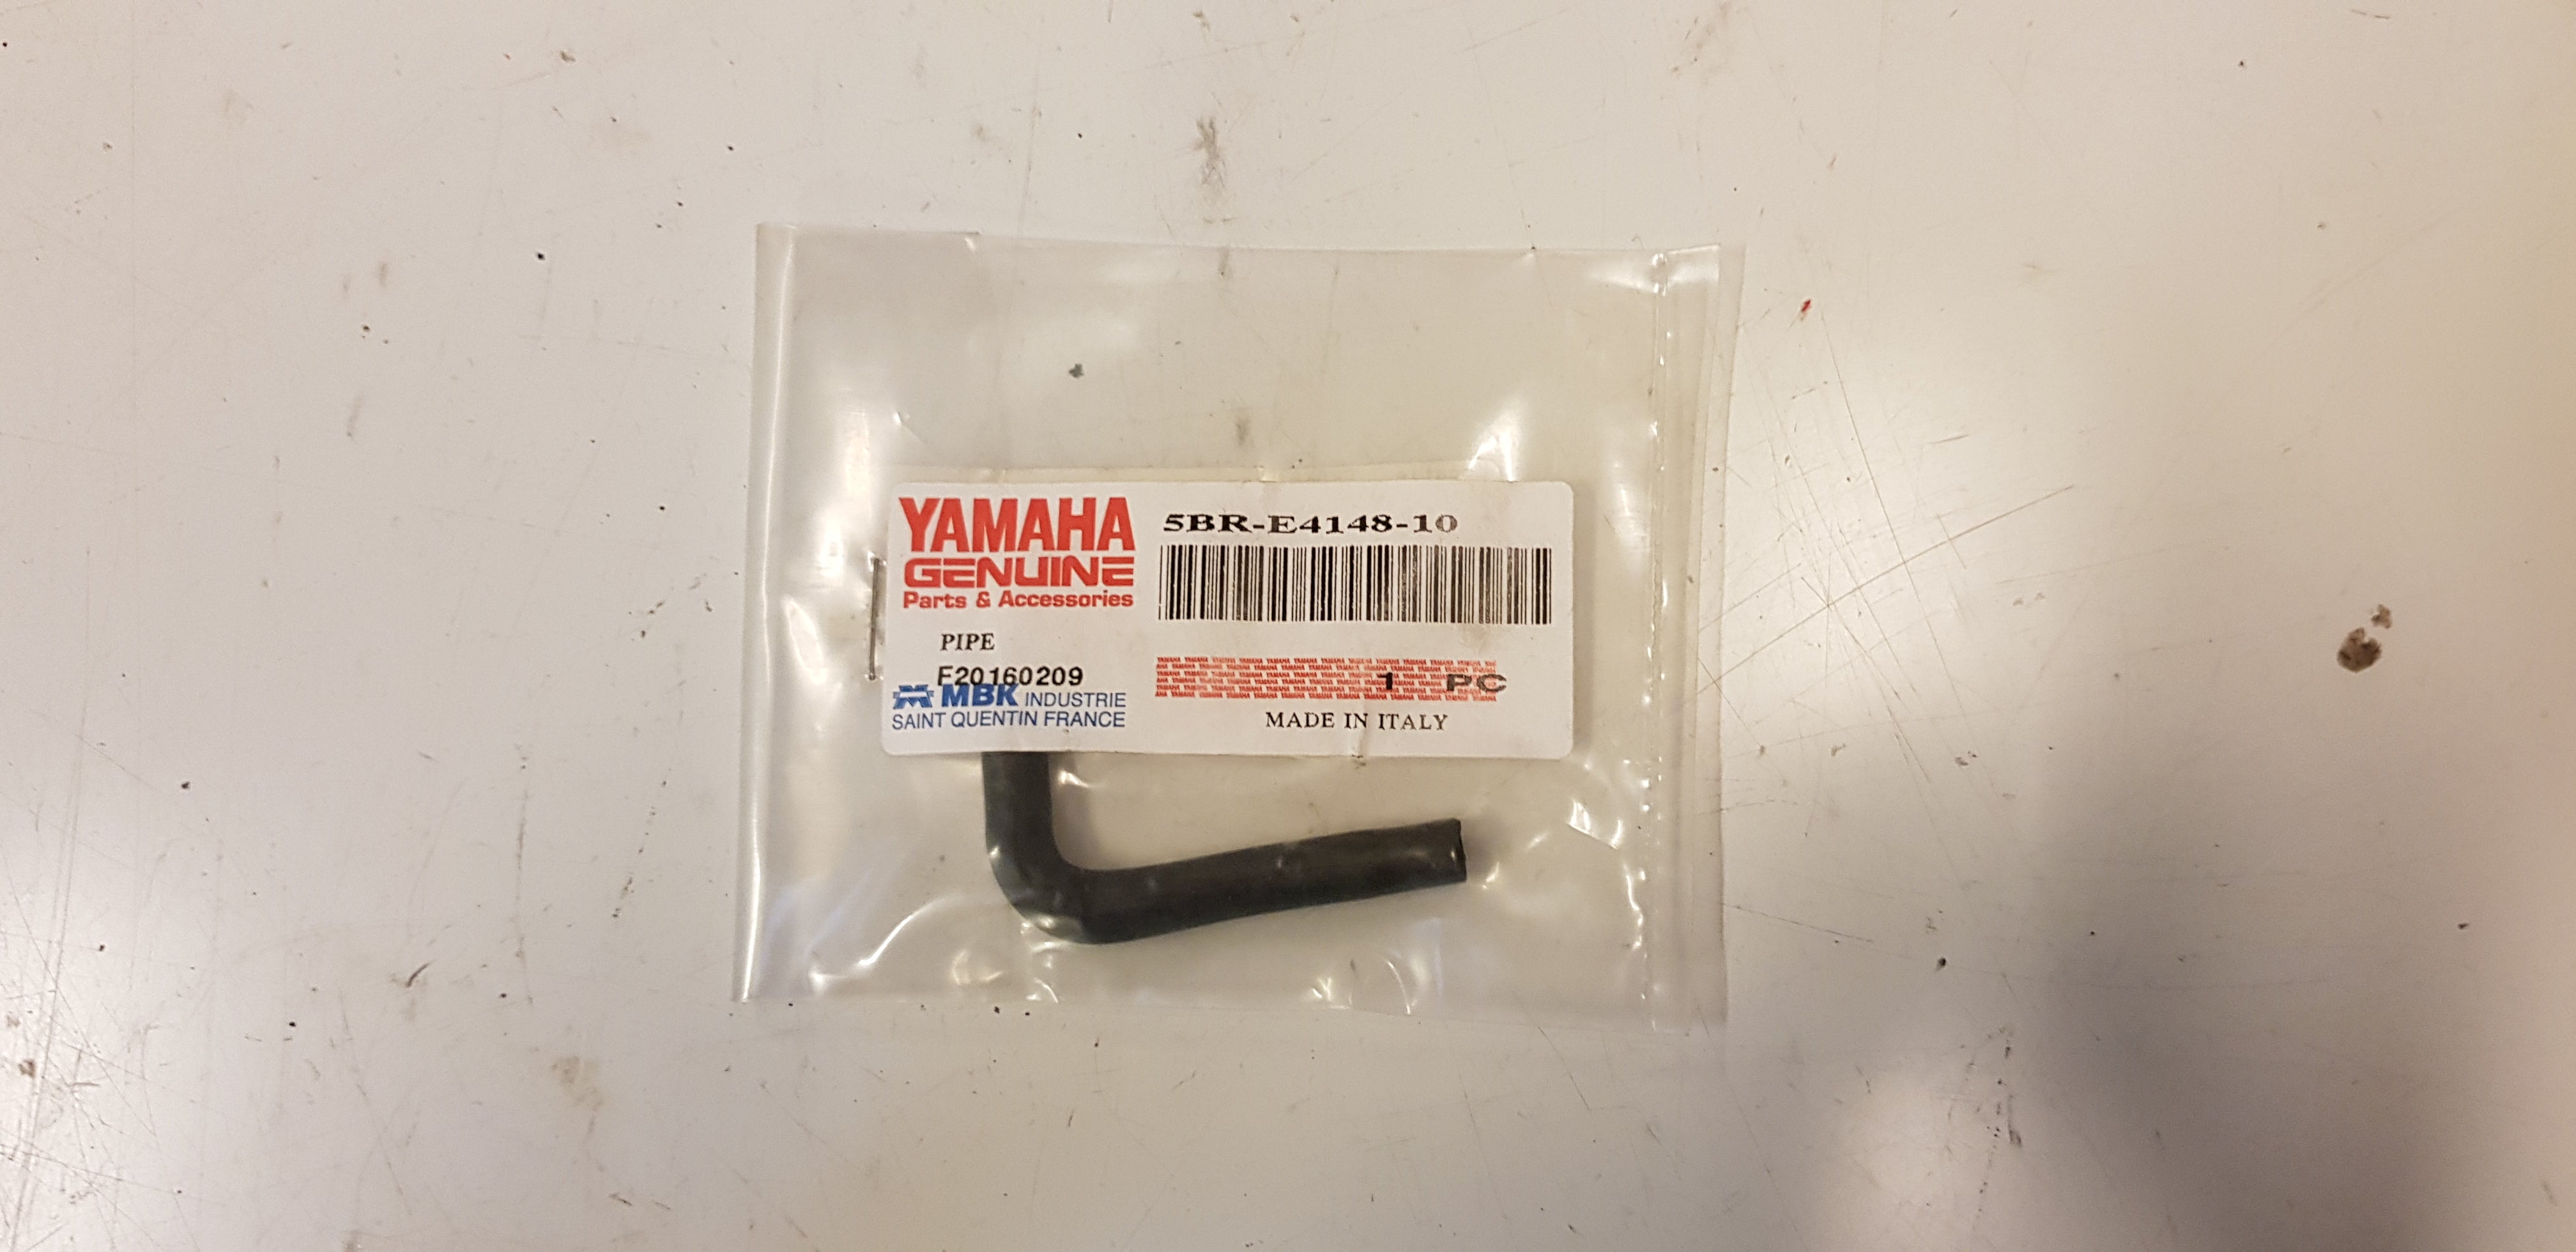 YAMAHA
GENUINE
Parts & Accessories
5BR-E4148-10
PIPE
F20160209
MBK INDUSTRIE
SAINT QUENTIN FRANCE
1 PC
MADE IN ITALY